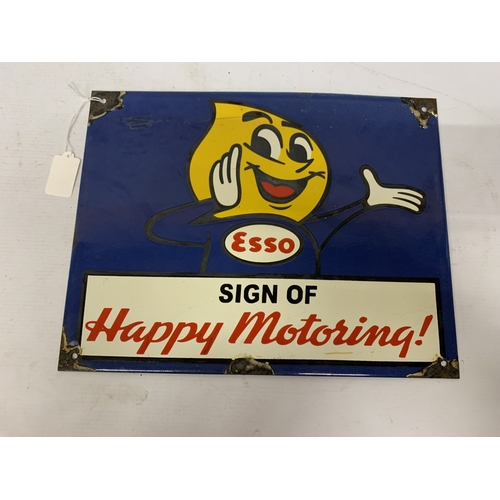 Esso
SIGN OF
Happy Motoring!